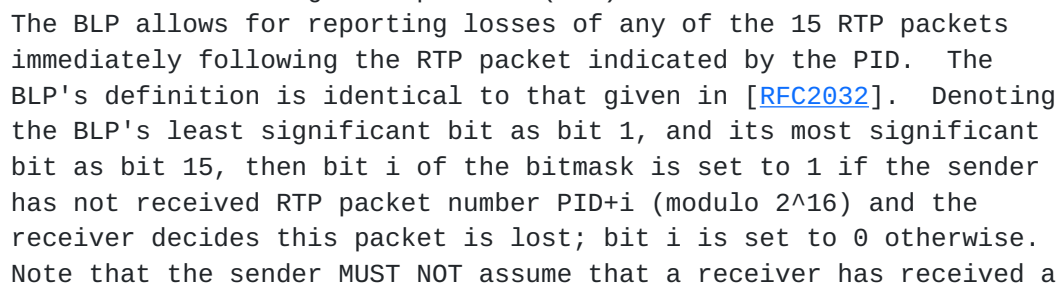 The BLP allows for reporting losses of any of the 15 RTP packets
immediately following the RTP packet indicated by the PID.  The
BLP's definition is identical to that given in [RFC2032].  Denoting
the BLP's least significant bit as bit 1, and its most significant
bit as bit 15, then bit i of the bitmask is set to 1 if the sender
has not received RTP packet number PID+i (modulo 2^16) and the
receiver decides this packet is lost; bit i is set to 0 otherwise.
Note that the sender MUST NOT assume that a receiver has received a